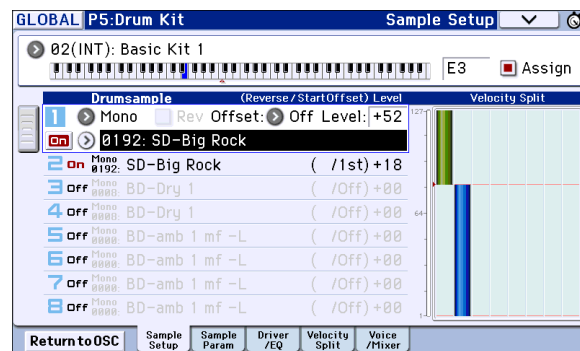 GLOBAL P5:Drum Kit Sample Setup
02(INT): Basic Kit 1
E3 Assign
Drumsample (Reverse/StartOffset) Level Velocity Split
1 Mono Rev Offset: Off Level: +52
On 0192: SD-Big Rock
2 On Mono 0192: SD-Big Rock ( /1st) +18
3 Off Mono 0008: BD-Dry 1 ( /Off) +00
4 Off Mono 0008: BD-Dry 1 ( /Off) +00
5 Off Mono 0000: BD-amb 1 mf -L ( /Off) +00
6 Off Mono 0000: BD-amb 1 mf -L ( /Off) +00
7 Off Mono 0000: BD-amb 1 mf -L ( /Off) +00
8 Off Mono 0000: BD-amb 1 mf -L ( /Off) +00
127
64
1
Return to OSC
Sample Setup
Sample Param
Driver /EQ
Velocity Split
Voice /Mixer